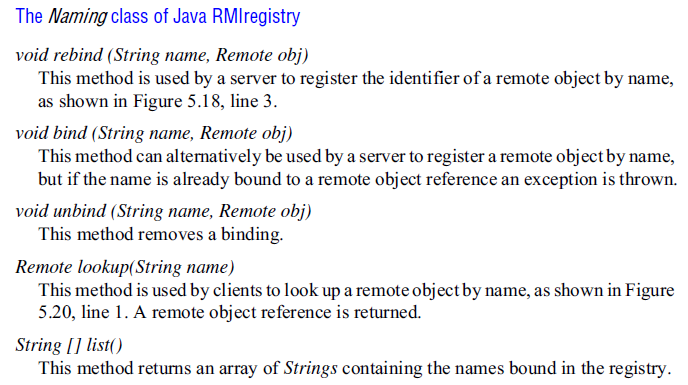 The Naming class of Java RMIregistry
void rebind (String name, Remote obj)
This method is used by a server to register the identifier of a remote object by name,
as shown in Figure 5.18, line 3.
void bind (String name, Remote obj)
This method can alternatively be used by a server to register a remote object by name,
but if the name is already bound to a remote object reference an exception is thrown.
void unbind (String name, Remote obj)
This method removes a binding.
Remote lookup(String name)
This method is used by clients to look up a remote object by name, as shown in Figure
5.20, line 1. A remote object reference is returned.
String [] list()
This method returns an array of Strings containing the names bound in the registry.